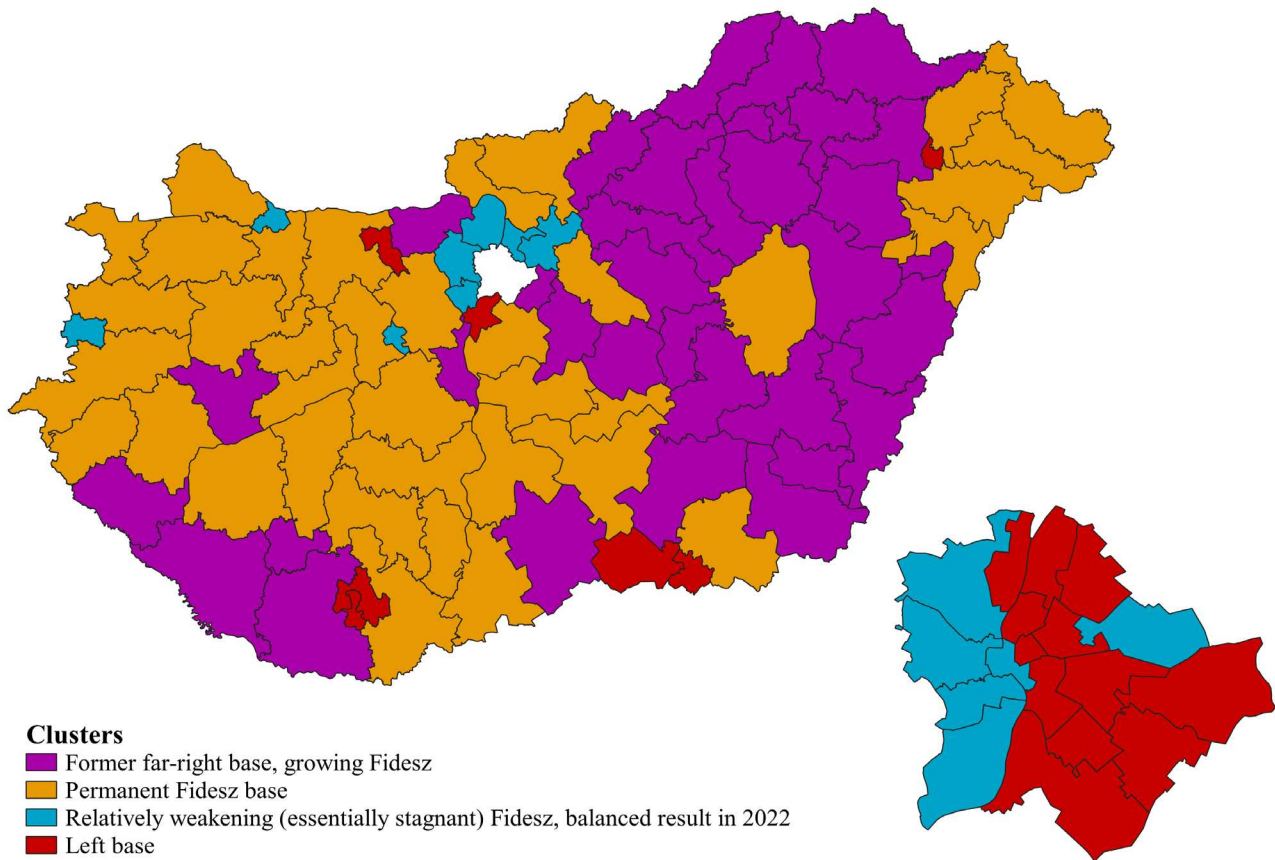 Clusters
Former far-right base, growing Fidesz
Permanent Fidesz base
Relatively weakening (essentially stagnant) Fidesz, balanced result in 2022
Left base